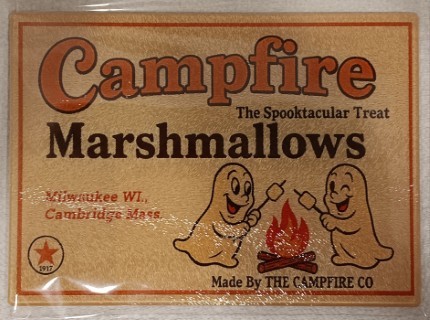 Campfire
The Spooktacular Treat
Marshmallows
Milwaukee WI.,
Cambridge Mass.
1917
Made By THE CAMPFIRE CO